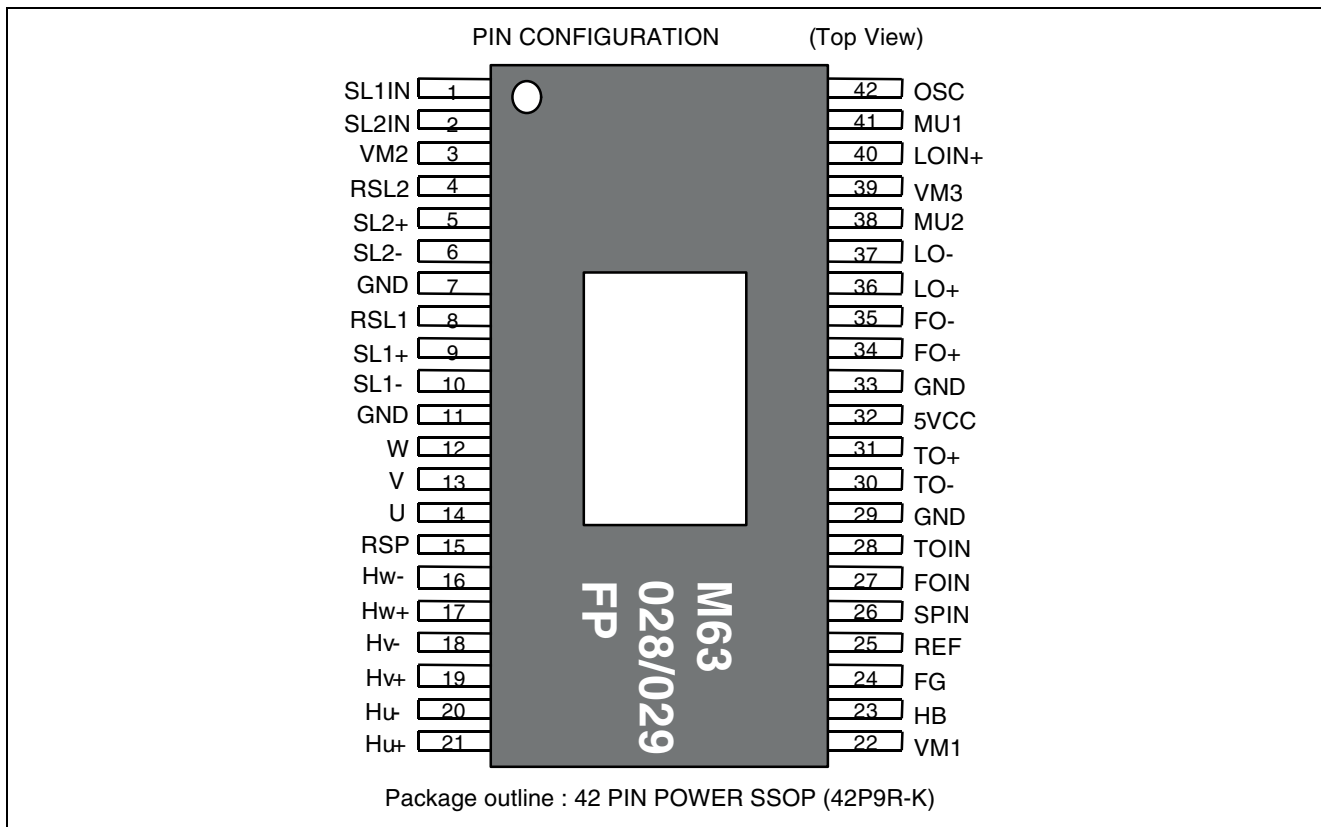 PIN CONFIGURATION (Top View)
SL1IN 1 42 OSC
SL2IN 2 41 MU1
VM2 3 40 LOIN+
RSL2 4 39 VM3
SL2+ 5 38 MU2
SL2- 6 37 LO-
GND 7 36 LO+
RSL1 8 35 FO-
SL1+ 9 34 FO+
SL1- 10 33 GND
GND 11 32 5VCC
W 12 31 TO+
V 13 30 TO-
U 14 29 GND
RSP 15 28 TOIN
Hw- 16 27 FOIN
Hw+ 17 26 SPIN
Hv- 18 25 REF
Hv+ 19 24 FG
Hu- 20 23 HB
Hu+ 21 22 VM1
M63
028/029
FP
Package outline : 42 PIN POWER SSOP (42P9R-K)